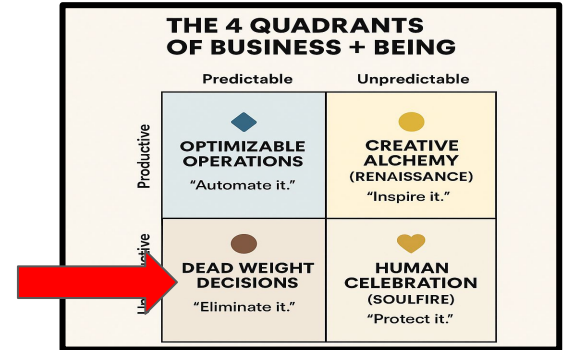 THE 4 QUADRANTS
OF BUSINESS + BEING
Predictable
Unpredictable
Productive
OPTIMIZABLE
OPERATIONS
“Automate it.”
CREATIVE
ALCHEMY
(RENAISSANCE)
“Inspire it.”
DEAD WEIGHT
DECISIONS
“Eliminate it.”
HUMAN
CELEBRATION
(SOULFIRE)
“Protect it.”